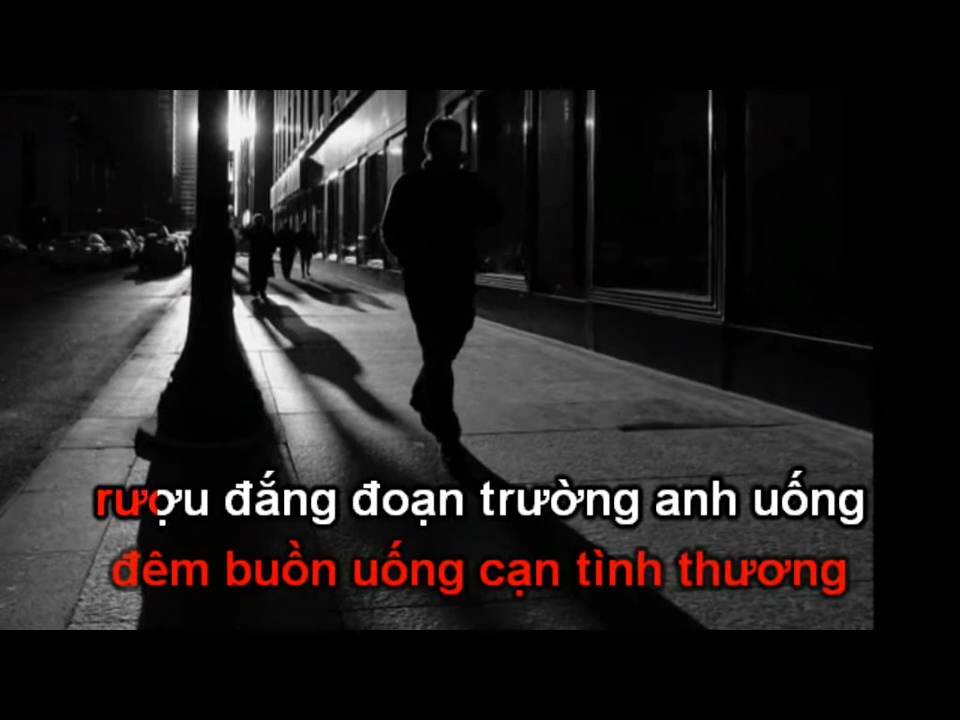 rượu đắng đoạn trường anh uống
đêm buồn uống cạn tình thương